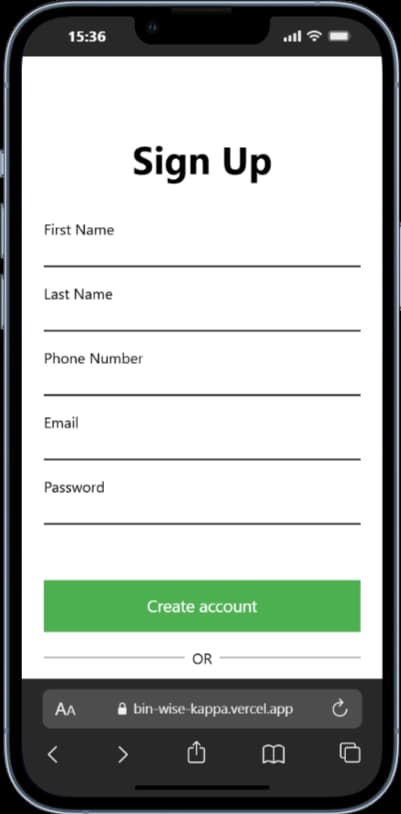 15:36
Sign Up
First Name
Last Name
Phone Number
Email
Password
Create account
OR
AA bin-wise-kappa.vercel.app